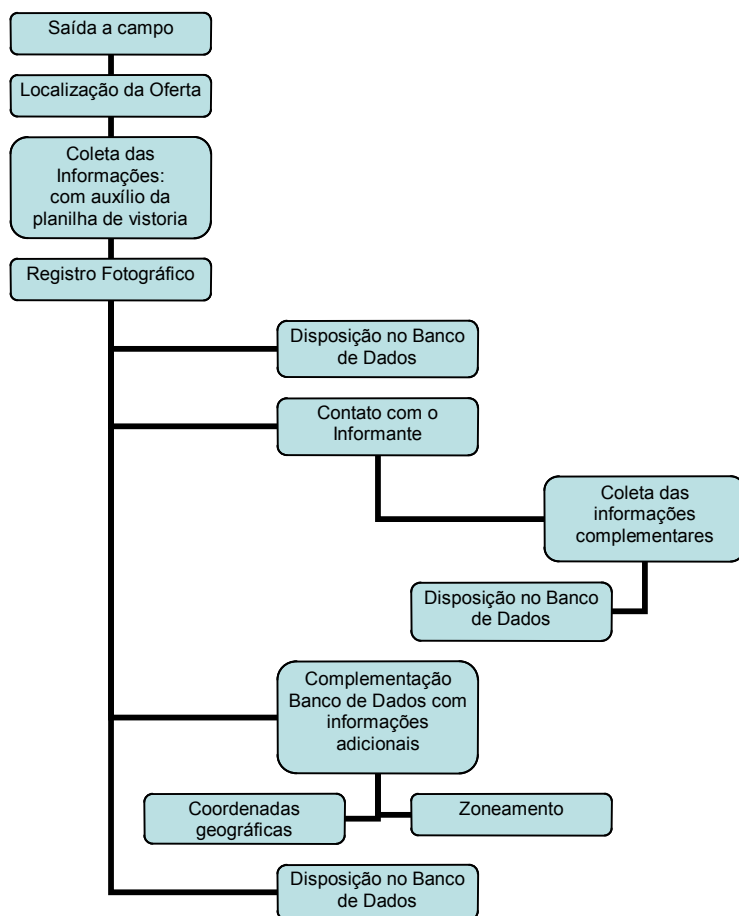 Saída a campo
Localização da Oferta
Coleta das
Informações:
com auxílio da
planilha de vistoria
Registro Fotográfico
Disposição no Banco
de Dados
Contato com o
Informante
Coleta das
informações
complementares
Disposição no Banco
de Dados
Complementação
Banco de Dados com
informações
adicionais
Coordenadas
geográficas
Zoneamento
Disposição no Banco
de Dados